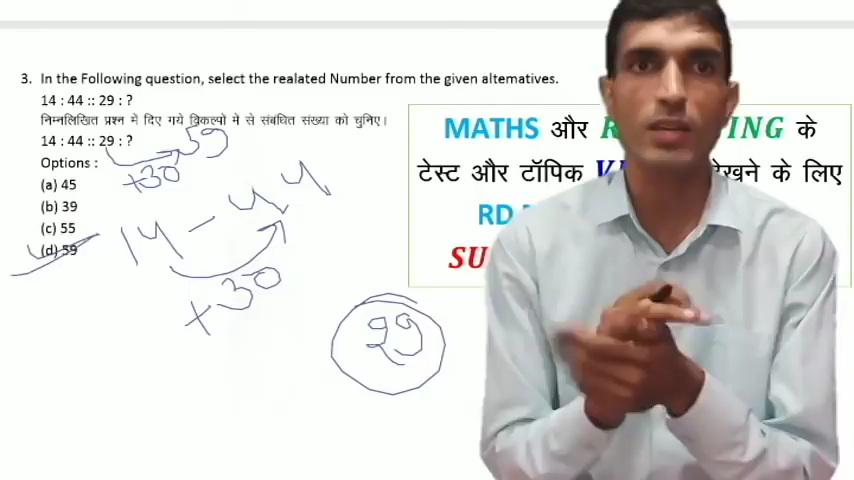 3. In the Following question, select the realated Number from the given altematives.
14 : 44 :: 29 : ?
निम्नलिखित प्रश्न में दिए गये विकल्पों में से संबंधित संख्या को चुनिए।
14 : 44 :: 29 : ?
59
+30
Options :
(a) 45
(b) 39
(c) 55
(d) 59
14 - 44
+30
29
MATHS और के
टेस्ट और टॉपिक देखने के लिए
RD
SU